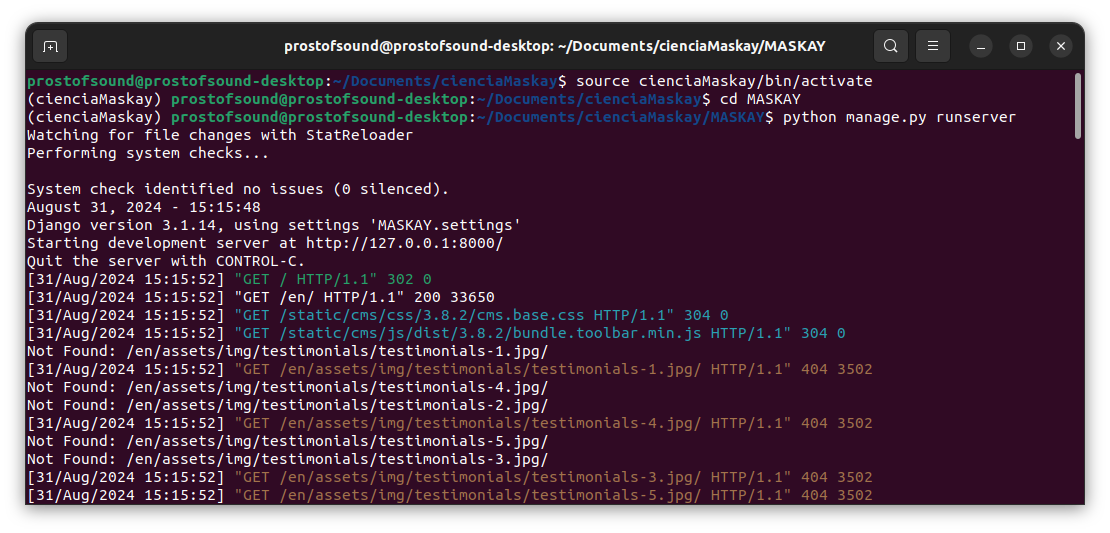 prostofsound@prostofsound-desktop: ~/Documents/cienciaMaskay/MASKAY
prostofsound@prostofsound-desktop:~/Documents/cienciaMaskay$ source cienciaMaskay/bin/activate
(cienciaMaskay) prostofsound@prostofsound-desktop:~/Documents/cienciaMaskay$ cd MASKAY
(cienciaMaskay) prostofsound@prostofsound-desktop:~/Documents/cienciaMaskay/MASKAY$ python manage.py runserver
Watching for file changes with StatReloader
Performing system checks...
System check identified no issues (0 silenced).
August 31, 2024 - 15:15:48
Django version 3.1.14, using settings 'MASKAY.settings'
Starting development server at http://127.0.0.1:8000/
Quit the server with CONTROL-C.
[31/Aug/2024 15:15:52] "GET / HTTP/1.1" 302 0
[31/Aug/2024 15:15:52] "GET /en/ HTTP/1.1" 200 33650
[31/Aug/2024 15:15:52] "GET /static/cms/css/3.8.2/cms.base.css HTTP/1.1" 304 0
[31/Aug/2024 15:15:52] "GET /static/cms/js/dist/3.8.2/bundle.toolbar.min.js HTTP/1.1" 304 0
Not Found: /en/assets/img/testimonials/testimonials-1.jpg/
[31/Aug/2024 15:15:52] "GET /en/assets/img/testimonials/testimonials-1.jpg/ HTTP/1.1" 404 3502
Not Found: /en/assets/img/testimonials/testimonials-4.jpg/
Not Found: /en/assets/img/testimonials/testimonials-2.jpg/
[31/Aug/2024 15:15:52] "GET /en/assets/img/testimonials/testimonials-4.jpg/ HTTP/1.1" 404 3502
Not Found: /en/assets/img/testimonials/testimonials-5.jpg/
Not Found: /en/assets/img/testimonials/testimonials-3.jpg/
[31/Aug/2024 15:15:52] "GET /en/assets/img/testimonials/testimonials-3.jpg/ HTTP/1.1" 404 3502
[31/Aug/2024 15:15:52] "GET /en/assets/img/testimonials/testimonials-5.jpg/ HTTP/1.1" 404 3502